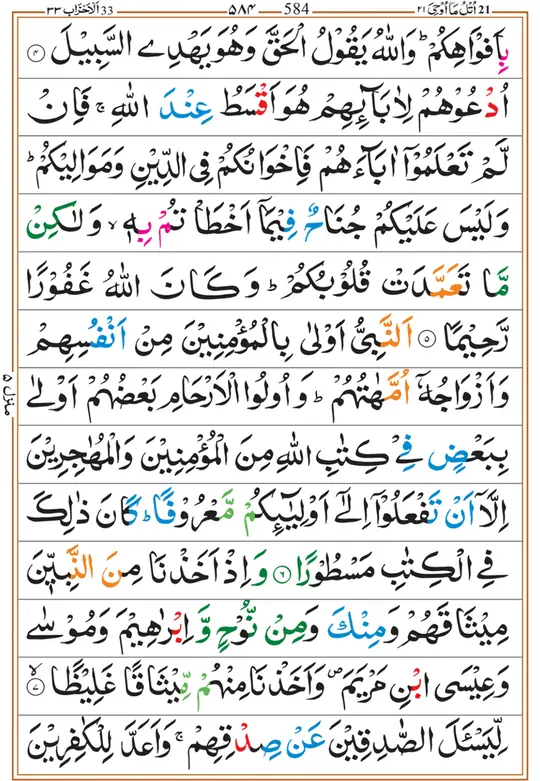 21 اُتْلُ مَآ اُوْحِیَ ۲۱ 584 ۵۸۴ 33 اَلْاَحْزَاب ۳۳
بِاَفْوَاهِكُمْ ؕ وَاللّٰهُ یَقُوْلُ الْحَقَّ وَهُوَ یَهْدِی السَّبِیْلَ ۴
اُدْعُوْهُمْ لِاٰبَآئِهِمْ هُوَ اَقْسَطُ عِنْدَ اللّٰهِ ۚ فَاِنْ
لَّمْ تَعْلَمُوْۤا اٰبَآءَهُمْ فَاِخْوَانُكُمْ فِی الدِّیْنِ وَمَوَالِیْكُمْ ؕ
وَلَیْسَ عَلَیْكُمْ جُنَاحٌ فِیْمَاۤ اَخْطَاْتُمْ بِهٖ ۙ وَلٰكِنْ
مَّا تَعَمَّدَتْ قُلُوْبُكُمْ ؕ وَكَانَ اللّٰهُ غَفُوْرًا
رَّحِیْمًا ۵ اَلنَّبِیُّ اَوْلٰی بِالْمُؤْمِنِیْنَ مِنْ اَنْفُسِهِمْ
وَاَزْوَاجُهٗۤ اُمَّهٰتُهُمْ ؕ وَاُولُوا الْاَرْحَامِ بَعْضُهُمْ اَوْلٰی
بِبَعْضٍ فِیْ كِتٰبِ اللّٰهِ مِنَ الْمُؤْمِنِیْنَ وَالْمُهٰجِرِیْنَ
اِلَّاۤ اَنْ تَفْعَلُوْۤا اِلٰۤی اَوْلِیٰٓئِكُمْ مَّعْرُوْفًا ؕ كَانَ ذٰلِكَ
فِی الْكِتٰبِ مَسْطُوْرًا ۶ وَاِذْ اَخَذْنَا مِنَ النَّبِیّٖنَ
مِیْثَاقَهُمْ وَمِنْكَ وَمِنْ نُّوْحٍ وَّاِبْرٰهِیْمَ وَمُوْسٰی
وَعِیْسَی ابْنِ مَرْیَمَ ۪ وَاَخَذْنَا مِنْهُمْ مِّیْثَاقًا غَلِیْظًا ۷ ۙ
لِّیَسْـَٔلَ الصّٰدِقِیْنَ عَنْ صِدْقِهِمْ ۚ وَاَعَدَّ لِلْكٰفِرِیْنَ
منزل ۵